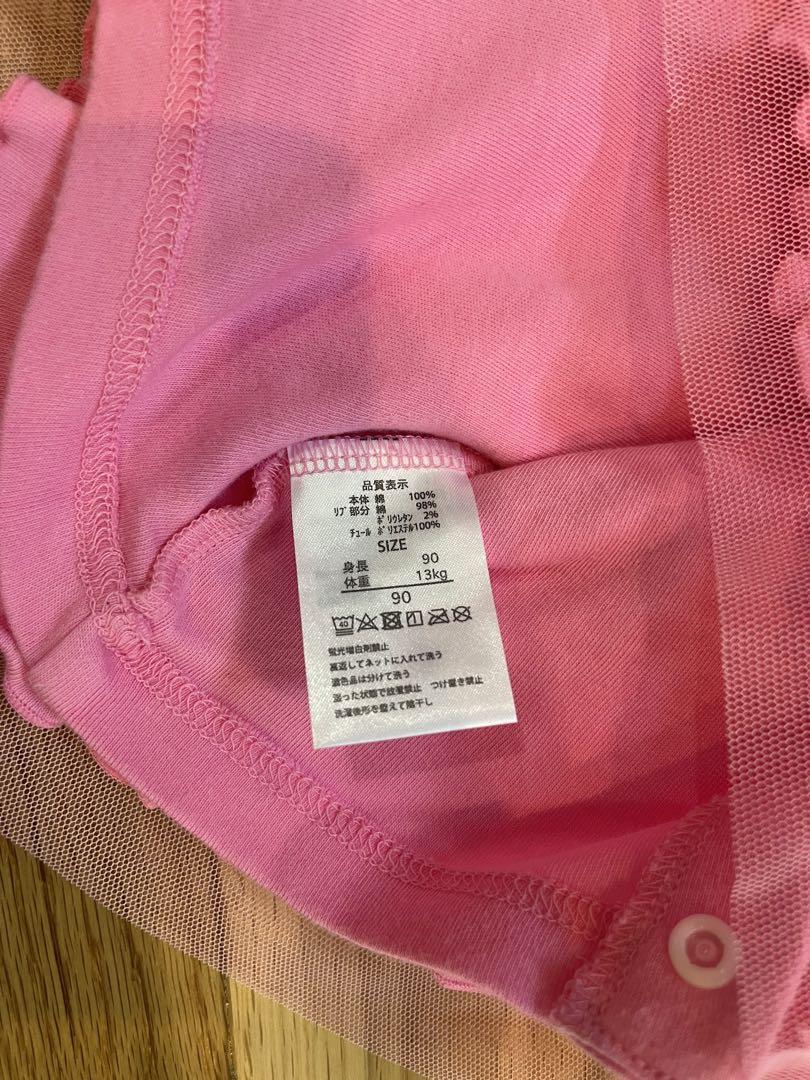 品質表示
本体 綿 100%
リブ部分 綿 98%
ポリウレタン 2%
チュール ポリエステル100%
SIZE
身長 90
体重 13kg
90
40
蛍光増白剤禁止
裏返してネットに入れて洗う
濃色品は分けて洗う
湿った状態で放置禁止 つけ置き禁止
洗濯後形を整えて陰干し